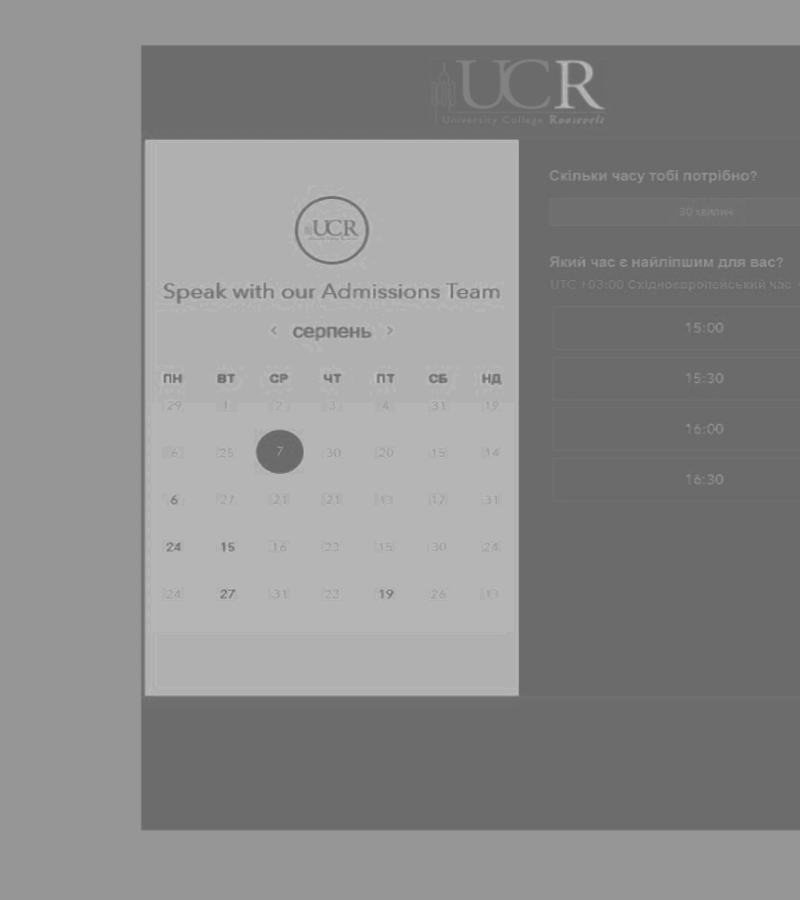 UCR
University College Roosevelt
UCR
Speak with our Admissions Team
< серпень >
ПН ВТ СР ЧТ ПТ СБ НД
29 1 2 3 4 31 19
6 25 7 30 20 15 14
6 27 21 21 13 17 31
24 15 16 23 15 30 24
24 27 31 23 19 26 13
Скільки часу тобі потрібно?
30 хвилин
Який час є найліпшим для вас?
UTC +03:00 Східноєвропейський час
15:00
15:30
16:00
16:30